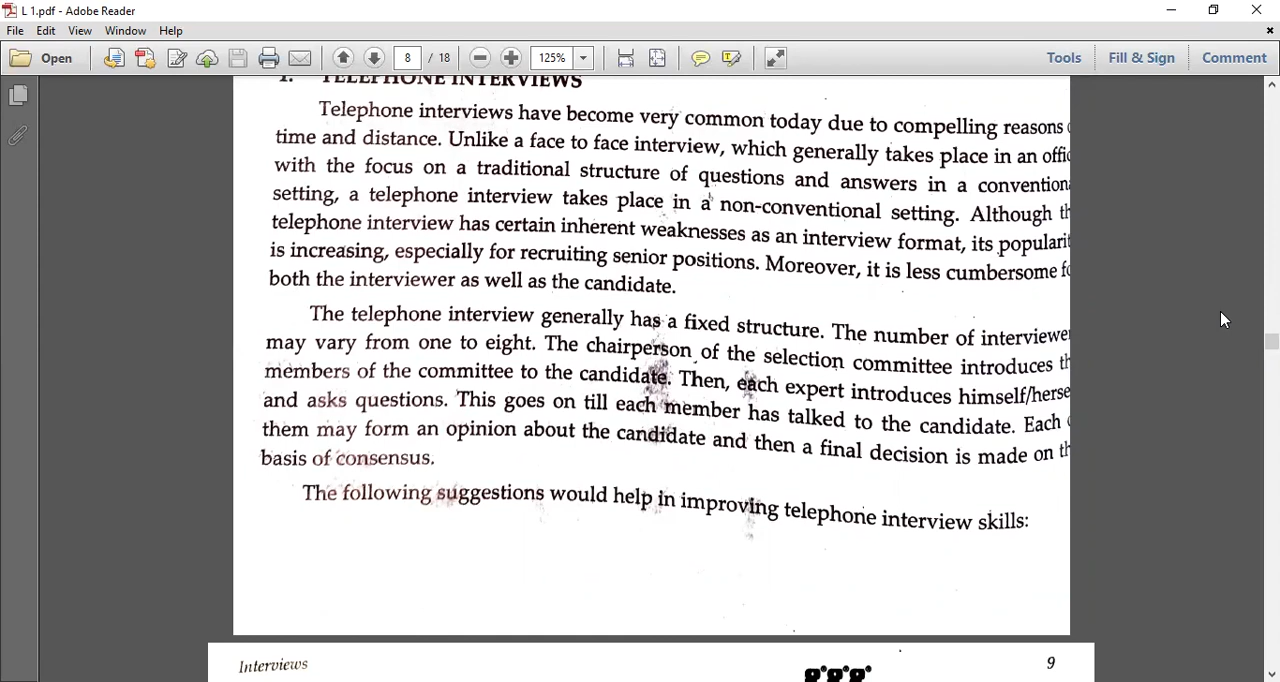 L 1.pdf - Adobe Reader
File Edit View Window Help
Open 8 / 18 125% Tools Fill & Sign Comment
1. TELEPHONE INTERVIEWS
Telephone interviews have become very common today due to compelling reasons
time and distance. Unlike a face to face interview, which generally takes place in an offic
with the focus on a traditional structure of questions and answers in a convention
setting, a telephone interview takes place in a non-conventional setting. Although th
telephone interview has certain inherent weaknesses as an interview format, its popularit
is increasing, especially for recruiting senior positions. Moreover, it is less cumbersome fo
both the interviewer as well as the candidate.
The telephone interview generally has a fixed structure. The number of interviewe
may vary from one to eight. The chairperson of the selection committee introduces th
members of the committee to the candidate. Then, each expert introduces himself/herse
and asks questions. This goes on till each member has talked to the candidate. Each
them may form an opinion about the candidate and then a final decision is made on th
basis of consensus.
The following suggestions would help in improving telephone interview skills:
Interviews 9